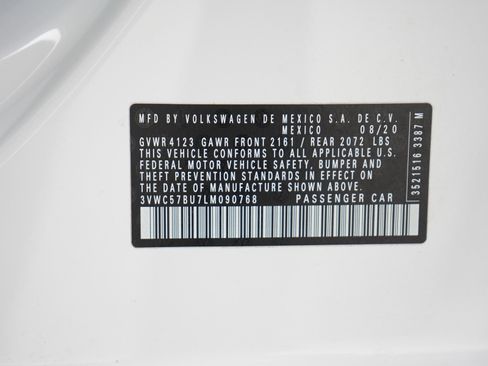 MFD BY VOLKSWAGEN DE MEXICO S.A. DE C.V.
MEXICO 08/20
GVWR 4123 GAWR FRONT 2161 / REAR 2072 LBS
THIS VEHICLE CONFORMS TO ALL APPLICABLE U.S.
FEDERAL MOTOR VEHICLE SAFETY, BUMPER AND
THEFT PREVENTION STANDARDS IN EFFECT ON THE
DATE OF MANUFACTURE SHOWN ABOVE.
3VWC57BU7LM090768 PASSENGER CAR
3521516 3387 M